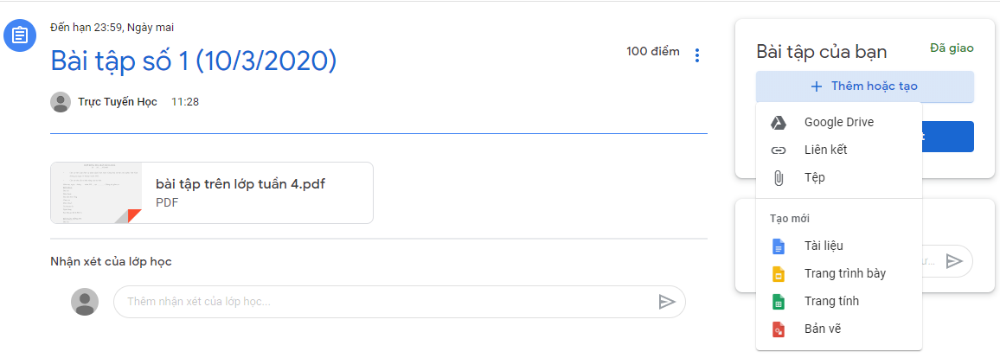 Đến hạn 23:59, Ngày mai
Bài tập số 1 (10/3/2020)
100 điểm
Trực Tuyến Học 11:28
bài tập trên lớp tuần 4.pdf
PDF
Nhận xét của lớp học
Thêm nhận xét của lớp học...
Bài tập của bạn
Đã giao
+ Thêm hoặc tạo
Google Drive
Liên kết
Tệp
Tạo mới
Tài liệu
Trang trình bày
Trang tính
Bản vẽ